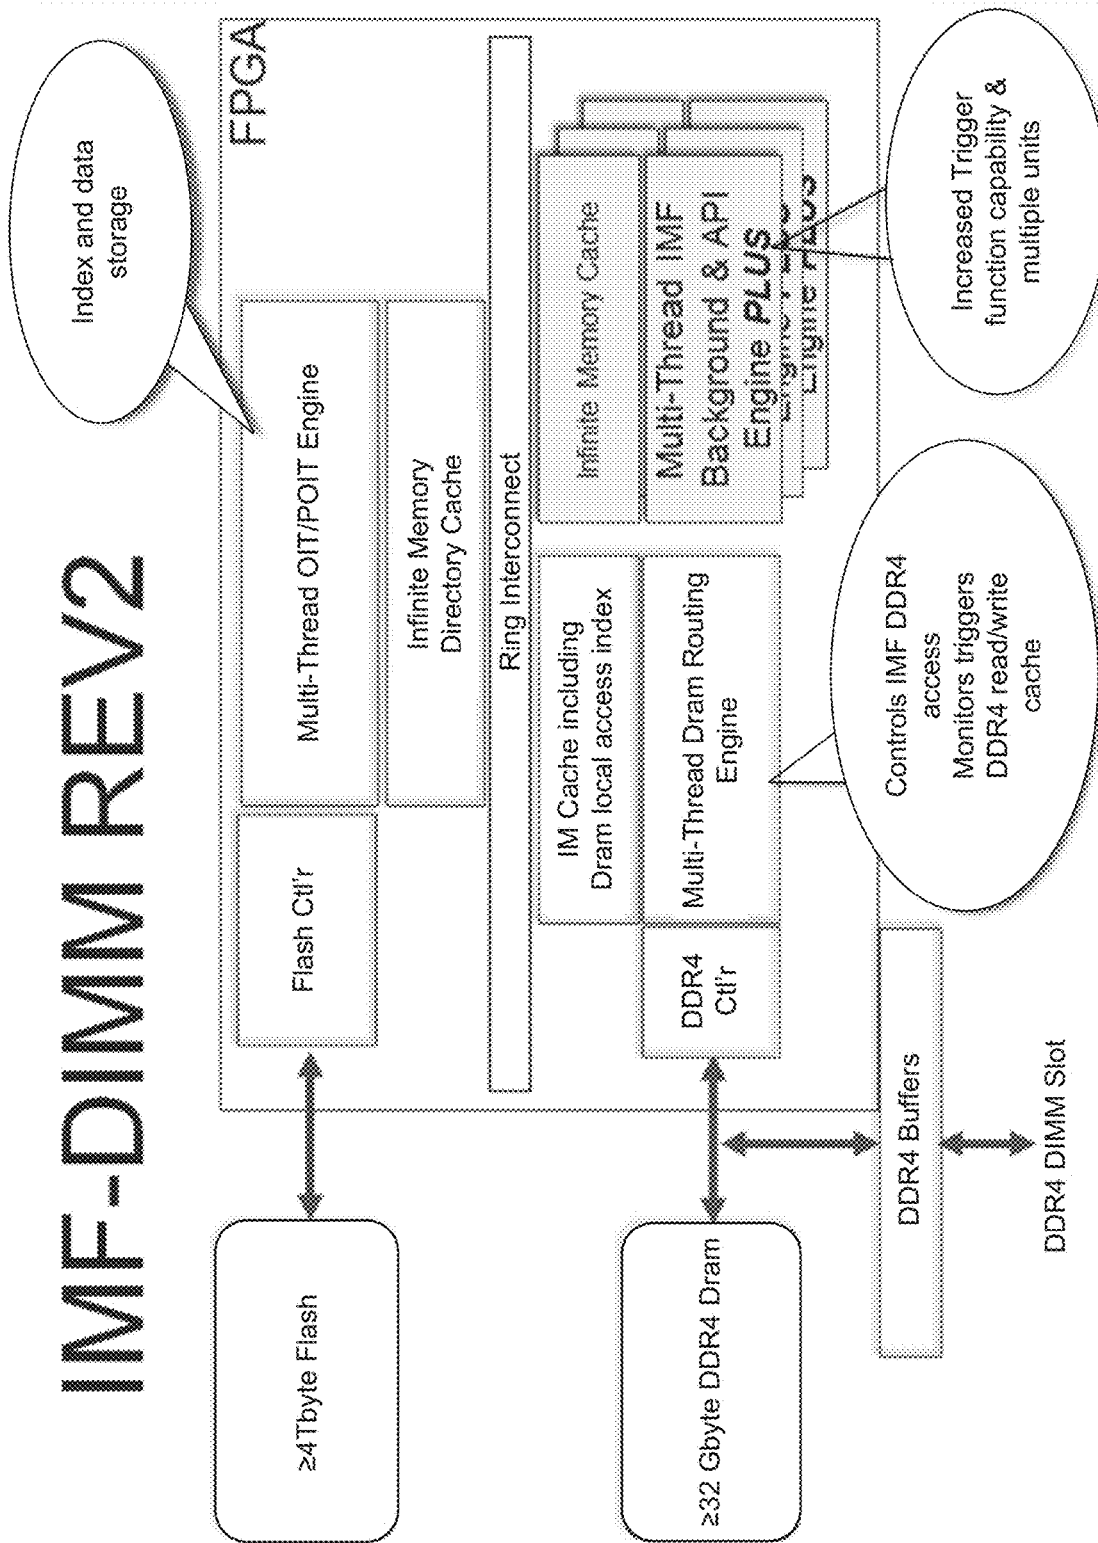 IMF-DIMM REV2
Index and data
storage
FPGA
≥4Tbyte Flash
Flash Ctl'r
Multi-Thread OIT/POIT Engine
Infinite Memory
Directory Cache
Ring Interconnect
IM Cache including
Dram local access index
Infinite Memory Cache
≥32 Gbyte DDR4 Dram
DDR4
Ctl'r
Multi-Thread Dram Routing
Engine
Multi-Thread IMF
Background & API
Engine PLUS
Engine PLUS
DDR4 Buffers
DDR4 DIMM Slot
Controls IMF DDR4
access
Monitors triggers
DDR4 read/write
cache
Increased Trigger
function capability &
multiple units